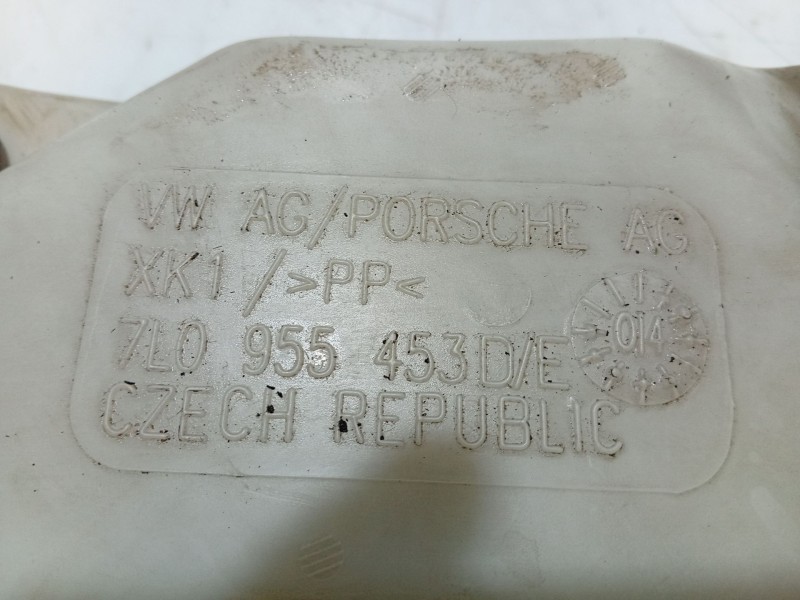 VW AG/PORSCHE AG
XK1 />PP<
7L0 955 453D/E
CZECH REPUBLIC